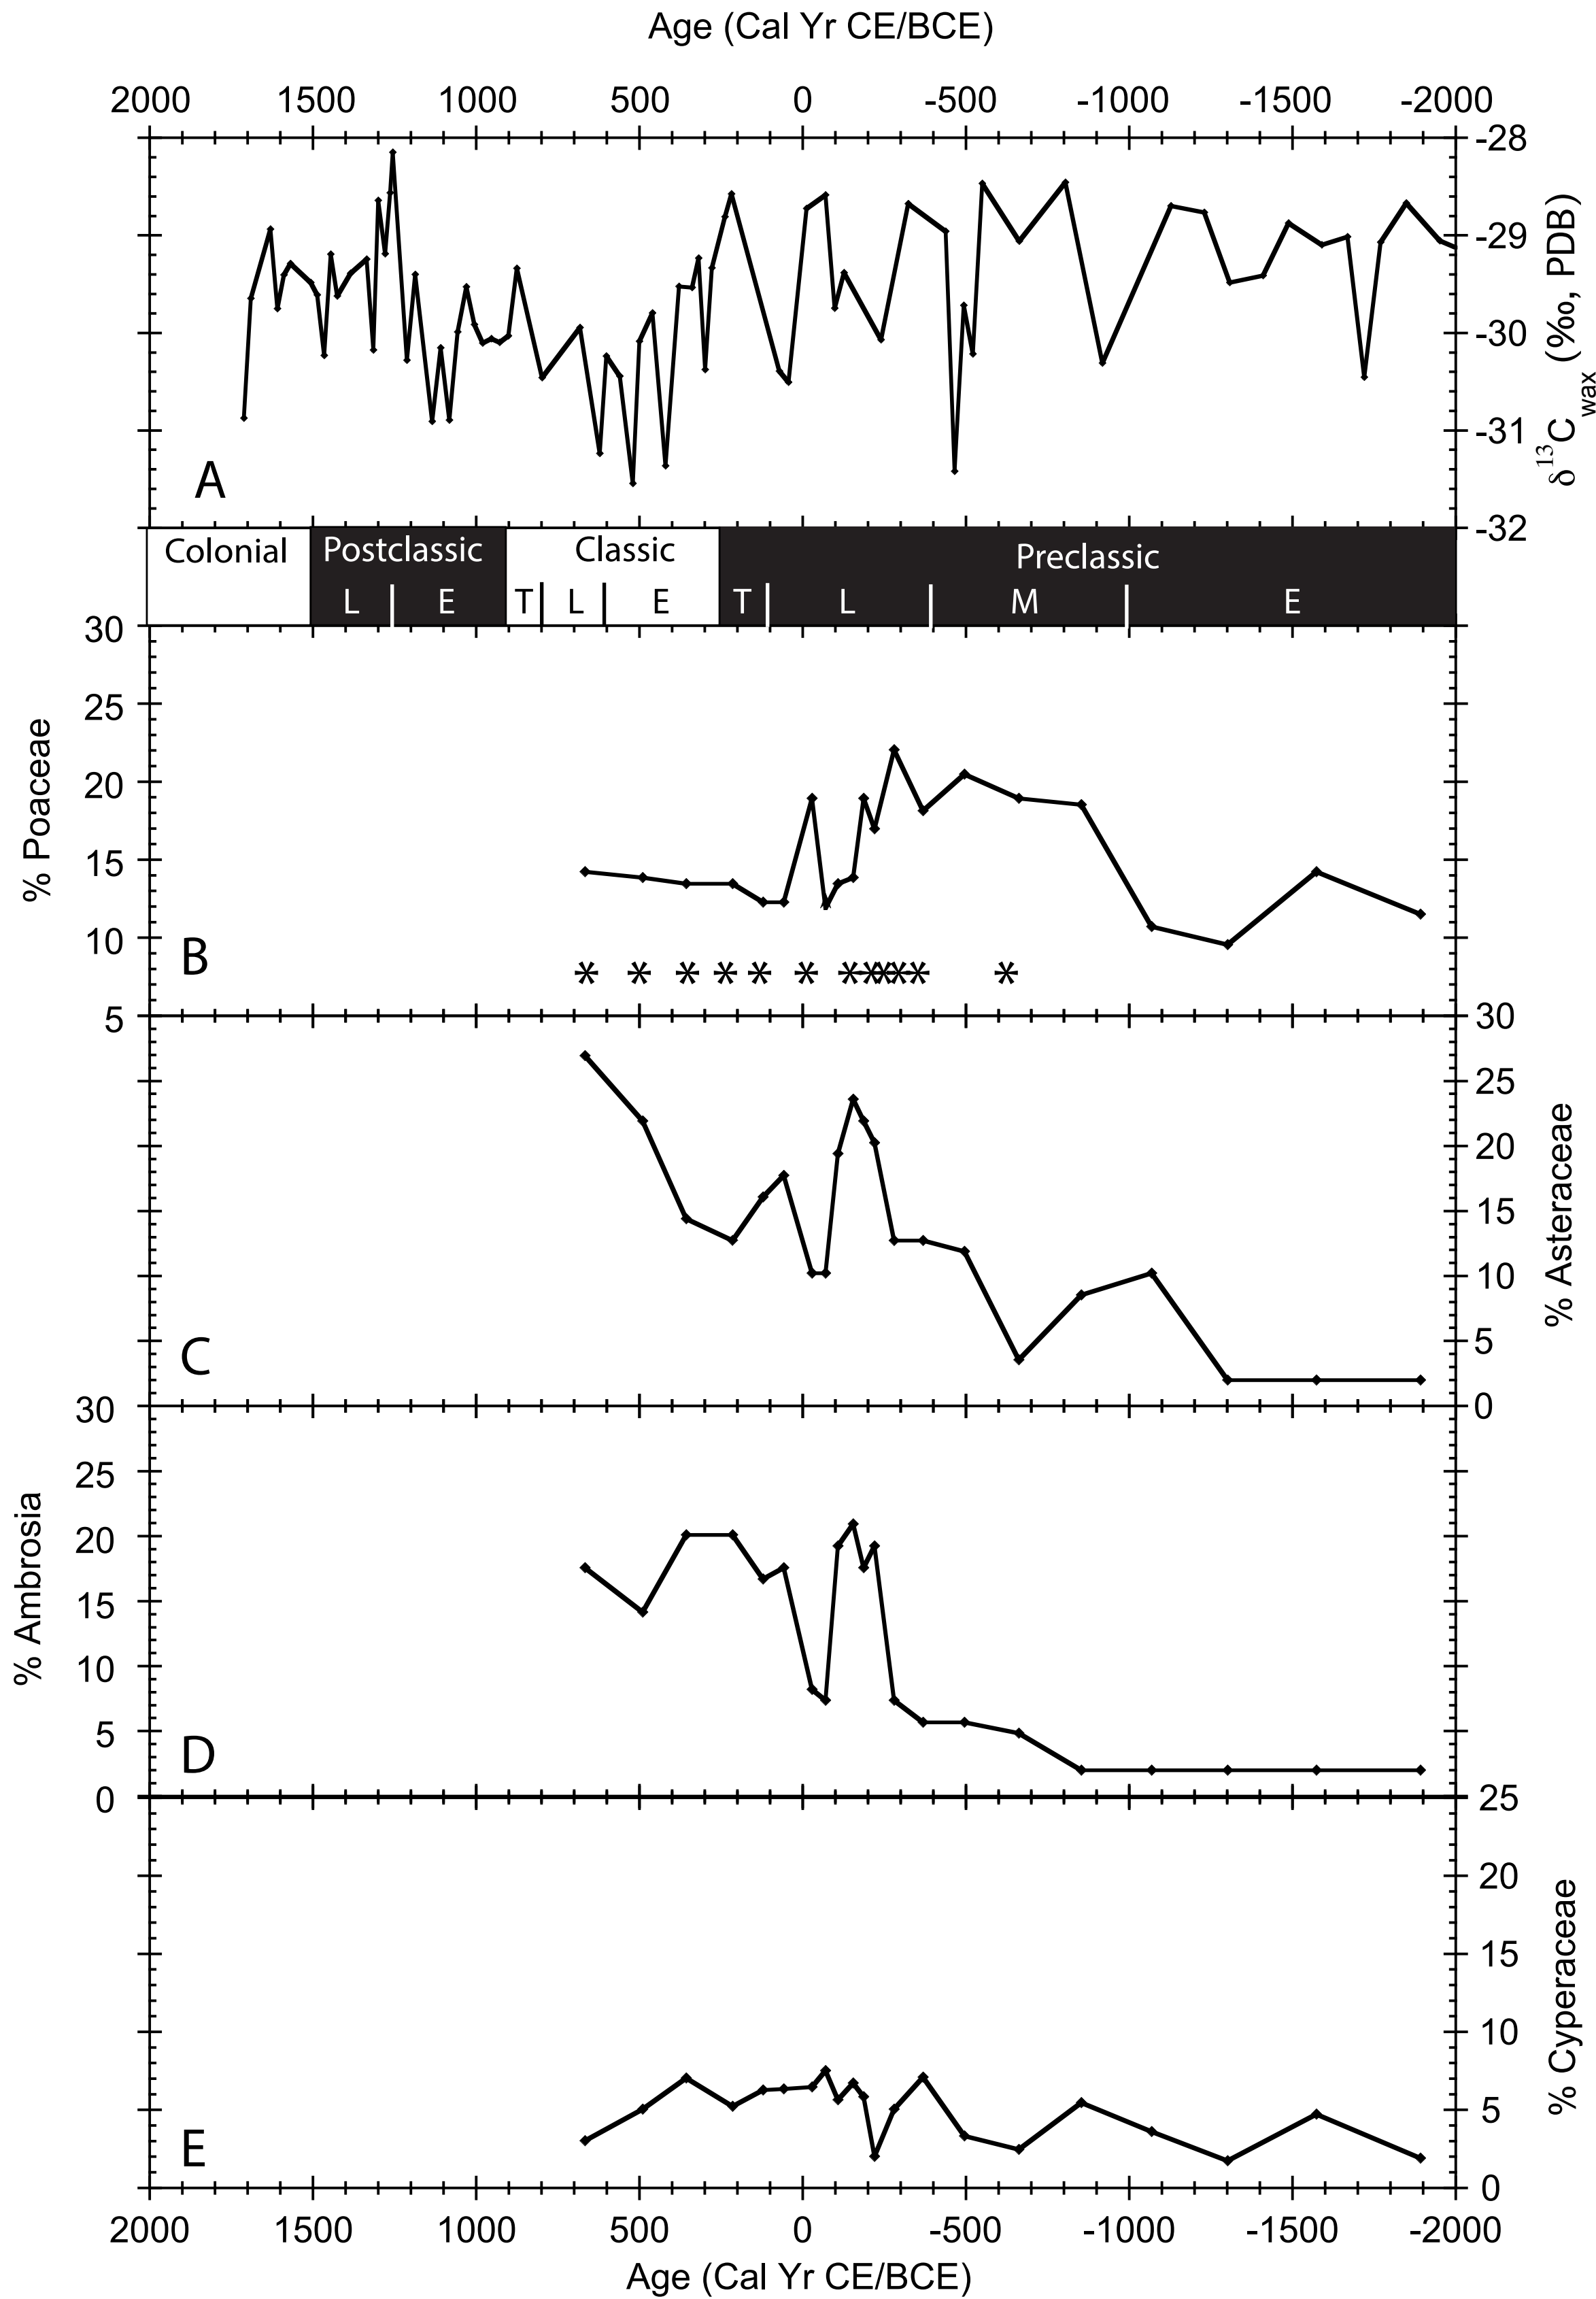 Age (Cal Yr CE/BCE)
2000 1500 1000 500 0 -500 -1000 -1500 -2000
-28
-29
-30
-31
-32
δ13Cwax (‰, PDB)
A
Colonial Postclassic Classic Preclassic
L E T L E T L M E
30
25
20
15
10
5
% Poaceae
B
* * * * * * * * * * * *
30
25
20
15
10
5
0
% Asteraceae
C
30
25
20
15
10
5
0
% Ambrosia
D
25
20
15
10
5
0
% Cyperaceae
E
2000 1500 1000 500 0 -500 -1000 -1500 -2000
Age (Cal Yr CE/BCE)